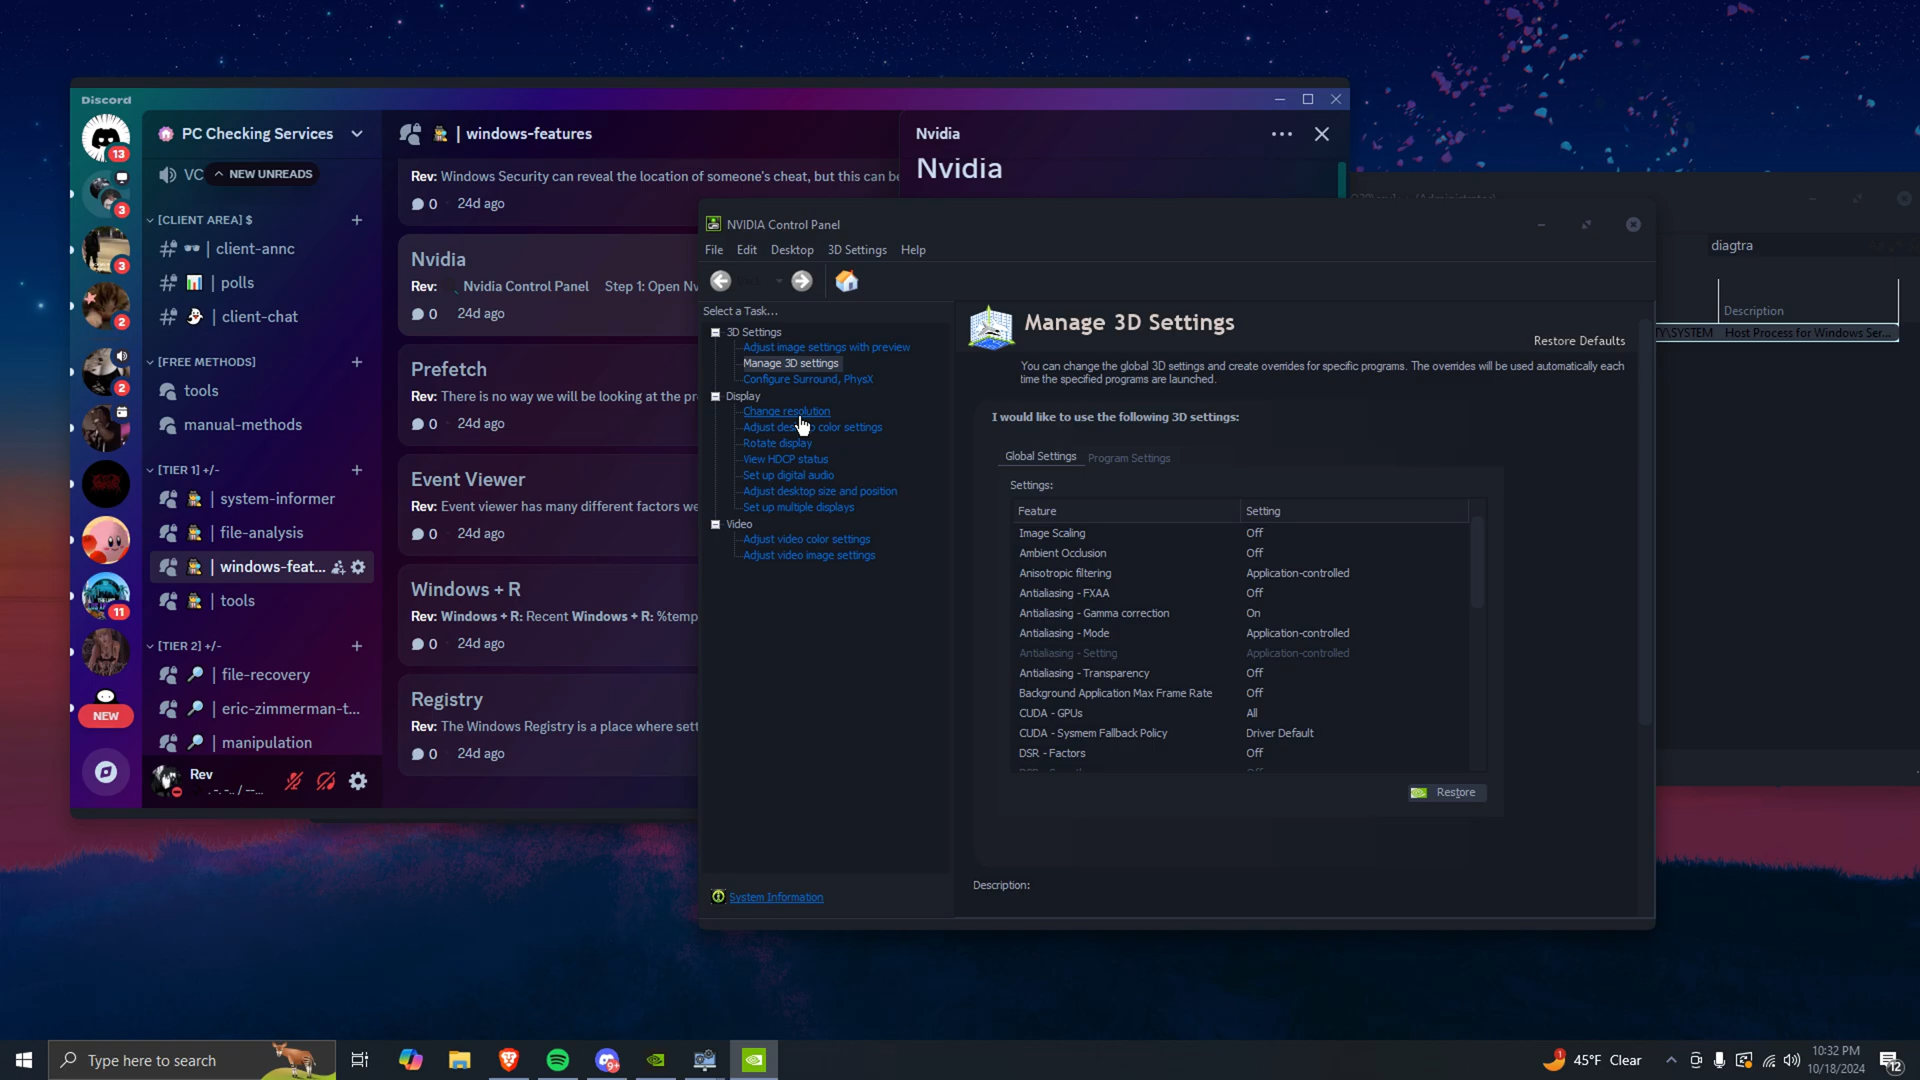 Discord
PC Checking Services
VC
NEW UNREADS
[CLIENT AREA] $
| client-annc
| polls
| client-chat
[FREE METHODS]
tools
manual-methods
[TIER 1] +/-
| system-informer
| file-analysis
| windows-feat...
| tools
[TIER 2] +/-
| file-recovery
| eric-zimmerman-t...
| manipulation
Rev
13
3
3
2
2
11
NEW
| windows-features
Rev: Windows Security can reveal the location of someone's cheat, but this can be
0 24d ago
Nvidia
Rev: Nvidia Control Panel Step 1: Open Nv
0 24d ago
Prefetch
Rev: There is no way we will be looking at the pr
0 24d ago
Event Viewer
Rev: Event viewer has many different factors we
0 24d ago
Windows + R
Rev: Windows + R: Recent Windows + R: %temp
0 24d ago
Registry
Rev: The Windows Registry is a place where sett
0 24d ago
Nvidia
Nvidia
NVIDIA Control Panel
File Edit Desktop 3D Settings Help
Select a Task...
3D Settings
Adjust image settings with preview
Manage 3D settings
Configure Surround, PhysX
Display
Change resolution
Adjust desktop color settings
Rotate display
View HDCP status
Set up digital audio
Adjust desktop size and position
Set up multiple displays
Video
Adjust video color settings
Adjust video image settings
System Information
Manage 3D Settings
Restore Defaults
You can change the global 3D settings and create overrides for specific programs. The overrides will be used automatically each
time the specified programs are launched.
I would like to use the following 3D settings:
Global Settings Program Settings
Settings:
Feature Setting
Image Scaling Off
Ambient Occlusion Off
Anisotropic filtering Application-controlled
Antialiasing - FXAA Off
Antialiasing - Gamma correction On
Antialiasing - Mode Application-controlled
Antialiasing - Setting Application-controlled
Antialiasing - Transparency Off
Background Application Max Frame Rate Off
CUDA - GPUs All
CUDA - Sysmem Fallback Policy Driver Default
DSR - Factors Off
Restore
Description:
diagtra
Description
Y\SYSTEM Host Process for Windows Ser...
Type here to search
9+
1
45°F Clear
10:32 PM
10/18/2024
12